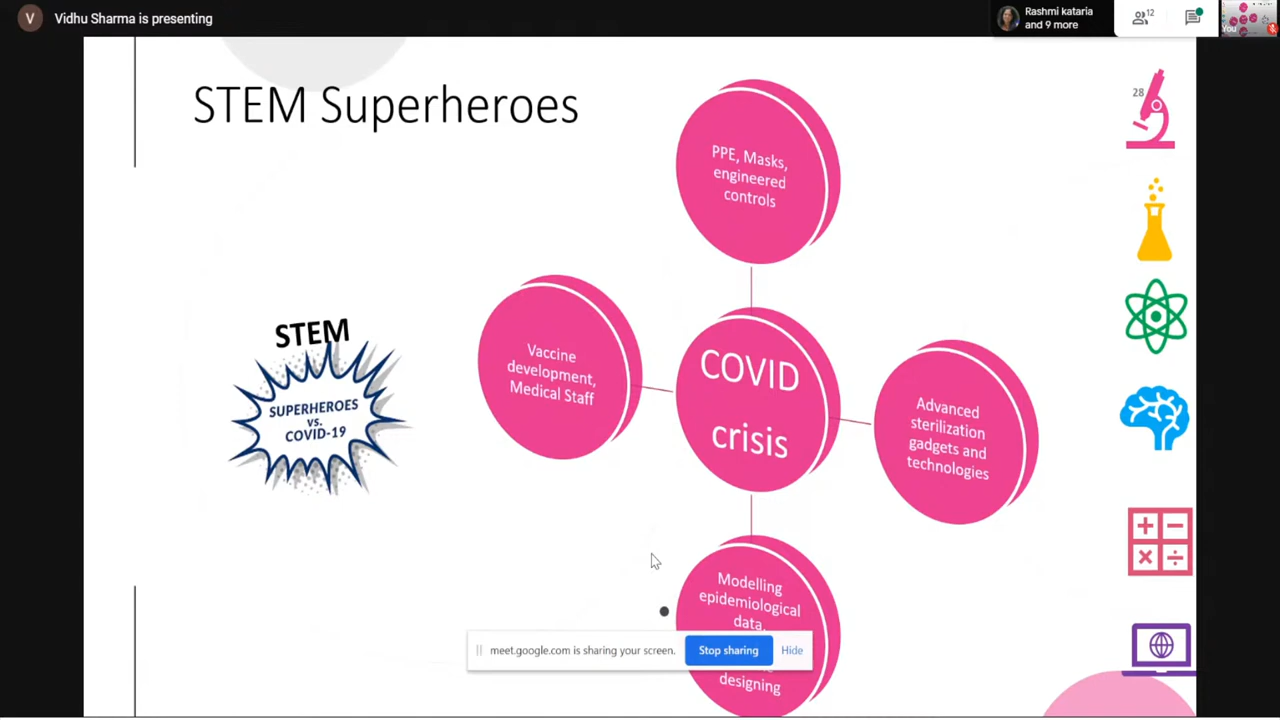 V
Vidhu Sharma is presenting
Rashmi kataria
and 9 more
12
You
STEM Superheroes
28
PPE, Masks,
engineered
controls
STEM
SUPERHEROES
vs.
COVID-19
Vaccine
development,
Medical Staff
COVID
crisis
Advanced
sterilization
gadgets and
technologies
Modelling
epidemiological
data,
designing
meet.google.com is sharing your screen.
Stop sharing
Hide